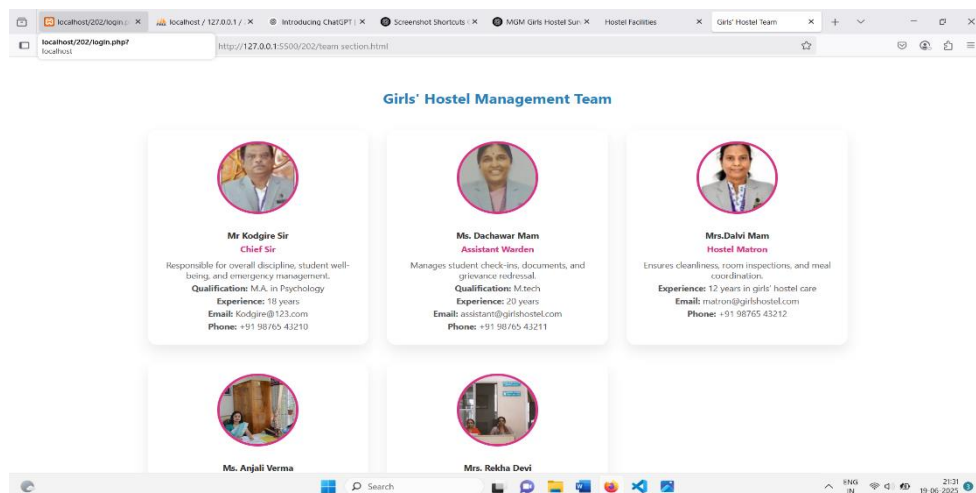 localhost/202/login.p
localhost / 127.0.0.1 /
Introducing ChatGPT |
Screenshot Shortcuts
MGM Girls Hostel Sun
Hostel Facilities
Girls' Hostel Team
localhost/202/login.php?
localhost
http://127.0.0.1:5500/202/team section.html
Girls' Hostel Management Team
Mr Kodgire Sir
Chief Sir
Responsible for overall discipline, student well-
being, and emergency management.
Qualification: M.A. in Psychology
Experience: 18 years
Email: Kodgire@123.com
Phone: +91 98765 43210
Ms. Dachawar Mam
Assistant Warden
Manages student check-ins, documents, and
grievance redressal.
Qualification: M.tech
Experience: 20 years
Email: assistant@girlshostel.com
Phone: +91 98765 43211
Mrs.Dalvi Mam
Hostel Matron
Ensures cleanliness, room inspections, and meal
coordination.
Experience: 12 years in girls' hostel care
Email: matron@girlshostel.com
Phone: +91 98765 43212
Ms. Anjali Verma
Mrs. Rekha Devi
Search
ENG
IN
21:31
19-06-2025
3